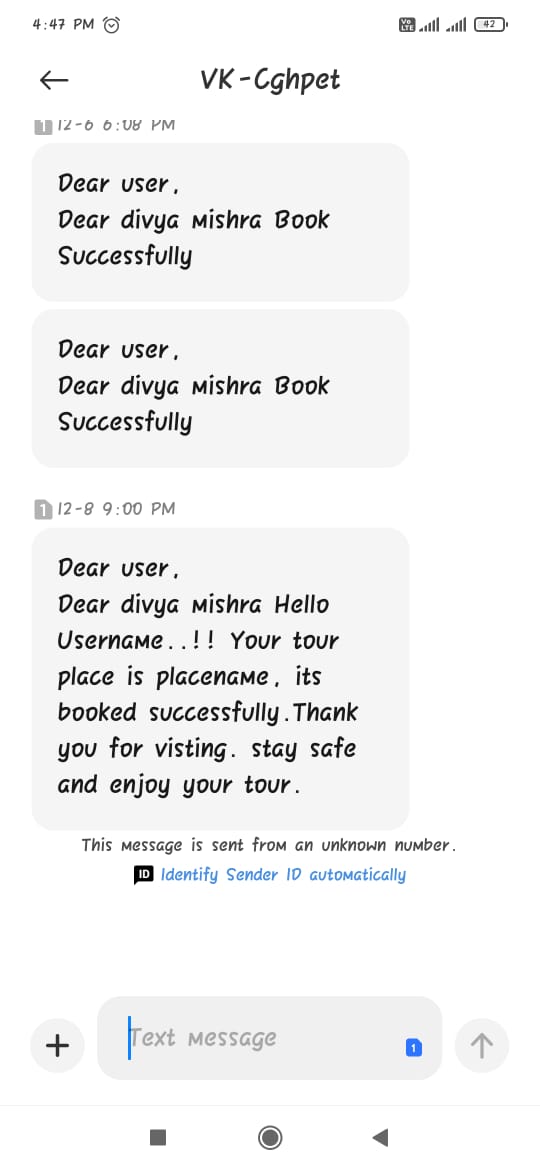 4:47 PM
Vo LTE 42
VK-Cghpet
1 12-6 6:08 PM
Dear user,
Dear divya mishra Book
Successfully
Dear user,
Dear divya mishra Book
Successfully
1 12-8 9:00 PM
Dear user,
Dear divya mishra Hello
Username..!! Your tour
place is placename, its
booked successfully.Thank
you for visting. stay safe
and enjoy your tour.
This message is sent from an unknown number.
ID Identify Sender ID automatically
Text message
1